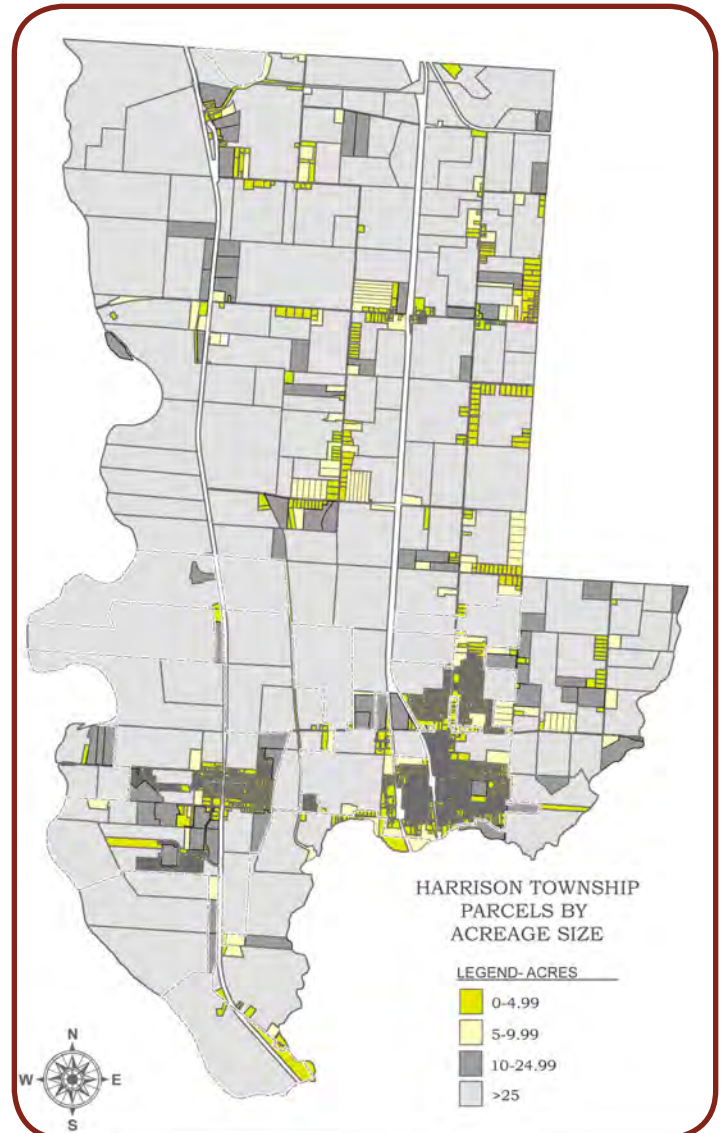 HARRISON TOWNSHIP
PARCELS BY
ACREAGE SIZE
LEGEND- ACRES
0-4.99
5-9.99
10-24.99
>25
N
W E
S